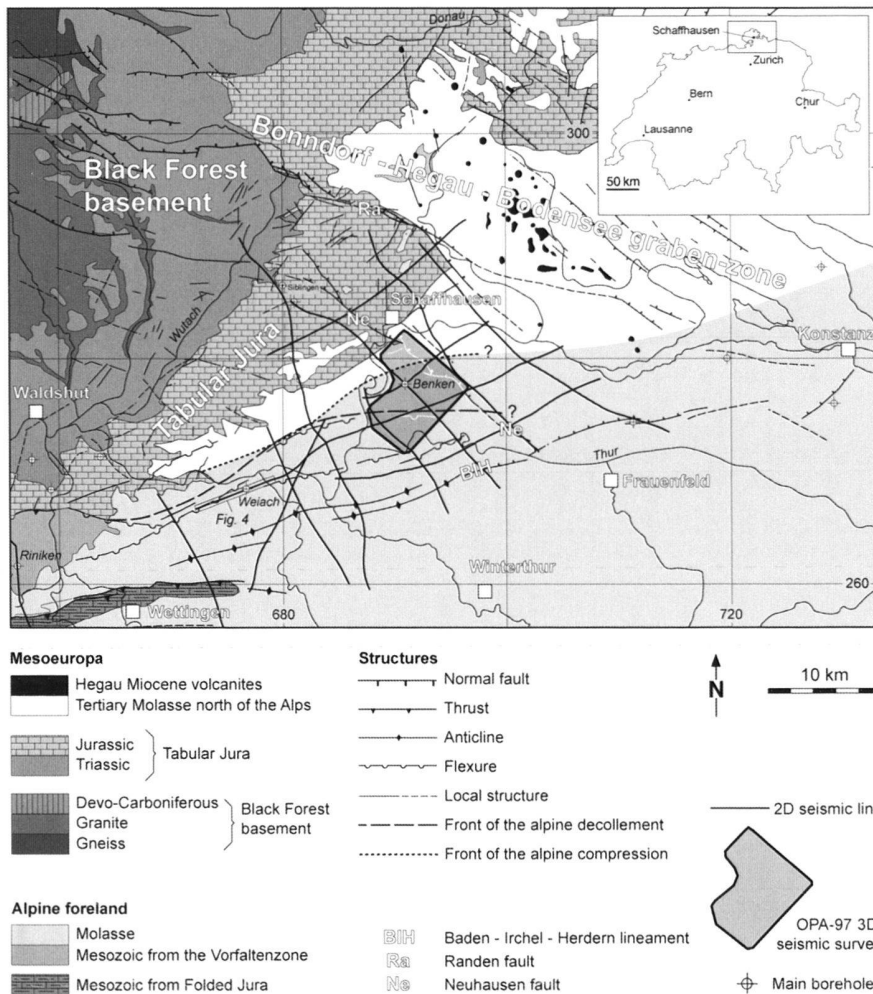 Donau
Schaffhausen
Zurich
Bern
Chur
Lausanne
50 km
300
Bonndorf - Hegau - Bodensee graben-zone
Black Forest
basement
Ra
Siblingen
Schaffhausen
Ne
Wutach
Konstanz
?
Benken
Tabular Jura
Waldshut
?
Ne
BIH
Thur
Frauenfeld
Weiach
Fig. 4
Riniken
Winterthur
260
Wettingen
680
720
Mesoeuropa
Hegau Miocene volcanites
Tertiary Molasse north of the Alps
Jurassic
Triassic
Tabular Jura
Devo-Carboniferous
Granite
Gneiss
Black Forest
basement
Alpine foreland
Molasse
Mesozoic from the Vorfaltenzone
Mesozoic from Folded Jura
Structures
Normal fault
Thrust
Anticline
Flexure
Local structure
Front of the alpine decollement
Front of the alpine compression
BIH Baden - Irchel - Herdern lineament
Ra Randen fault
Ne Neuhausen fault
N
10 km
2D seismic lin
OPA-97 3D
seismic surve
Main borehole